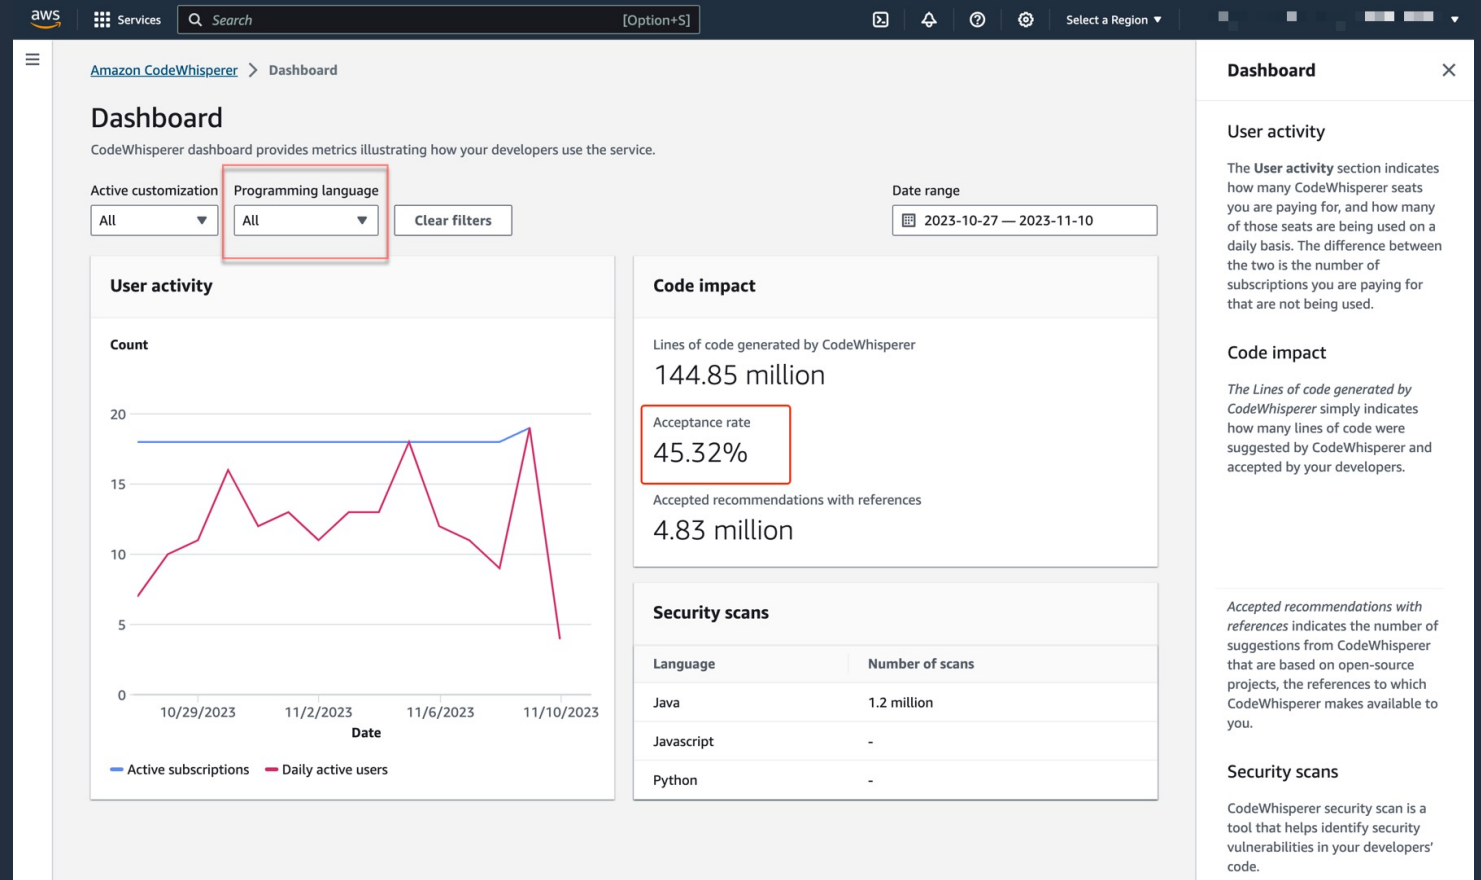 aws
Services
Search
[Option+S]
Select a Region
Amazon CodeWhisperer
Dashboard
Dashboard
CodeWhisperer dashboard provides metrics illustrating how your developers use the service.
Active customization
Programming language
Date range
All
All
Clear filters
2023-10-27 — 2023-11-10
User activity
Count
20
15
10
5
0
10/29/2023
11/2/2023
11/6/2023
11/10/2023
Date
Active subscriptions
Daily active users
Code impact
Lines of code generated by CodeWhisperer
144.85 million
Acceptance rate
45.32%
Accepted recommendations with references
4.83 million
Security scans
Language
Number of scans
Java
1.2 million
Javascript
-
Python
-
Dashboard
User activity
The User activity section indicates
how many CodeWhisperer seats
you are paying for, and how many
of those seats are being used on a
daily basis. The difference between
the two is the number of
subscriptions you are paying for
that are not being used.
Code impact
The Lines of code generated by
CodeWhisperer simply indicates
how many lines of code were
suggested by CodeWhisperer and
accepted by your developers.
Accepted recommendations with
references indicates the number of
suggestions from CodeWhisperer
that are based on open-source
projects, the references to which
CodeWhisperer makes available to
you.
Security scans
CodeWhisperer security scan is a
tool that helps identify security
vulnerabilities in your developers'
code.